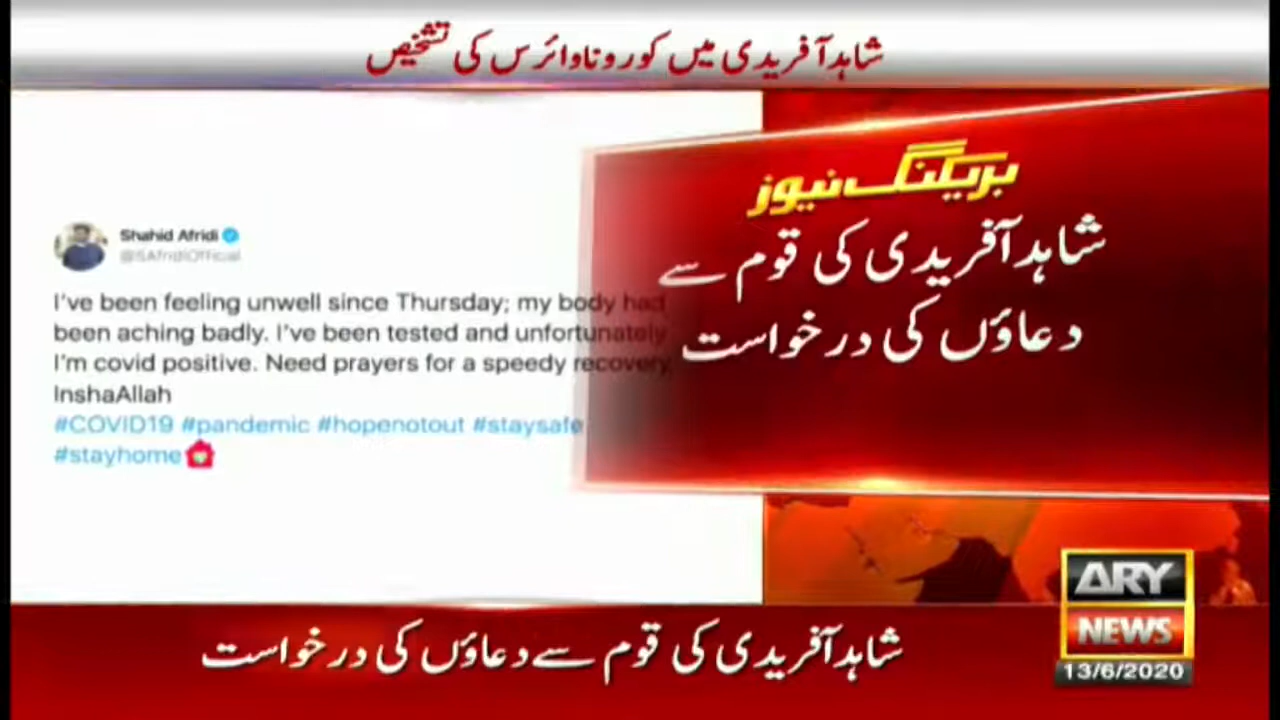 شاہد آفریدی میں کورونا وائرس کی تشخیص
بریکنگ نیوز
شاہد آفریدی کی قوم سے
دعاؤں کی درخواست
Shahid Afridi
@SAfridiOfficial
I've been feeling unwell since Thursday; my body had
been aching badly. I've been tested and unfortunately
I'm covid positive. Need prayers for a speedy recovery,
InshaAllah
#COVID19 #pandemic #hopenotout #staysafe
#stayhome
شاہد آفریدی کی قوم سے دعاؤں کی درخواست
ARY
NEWS
13/6/2020